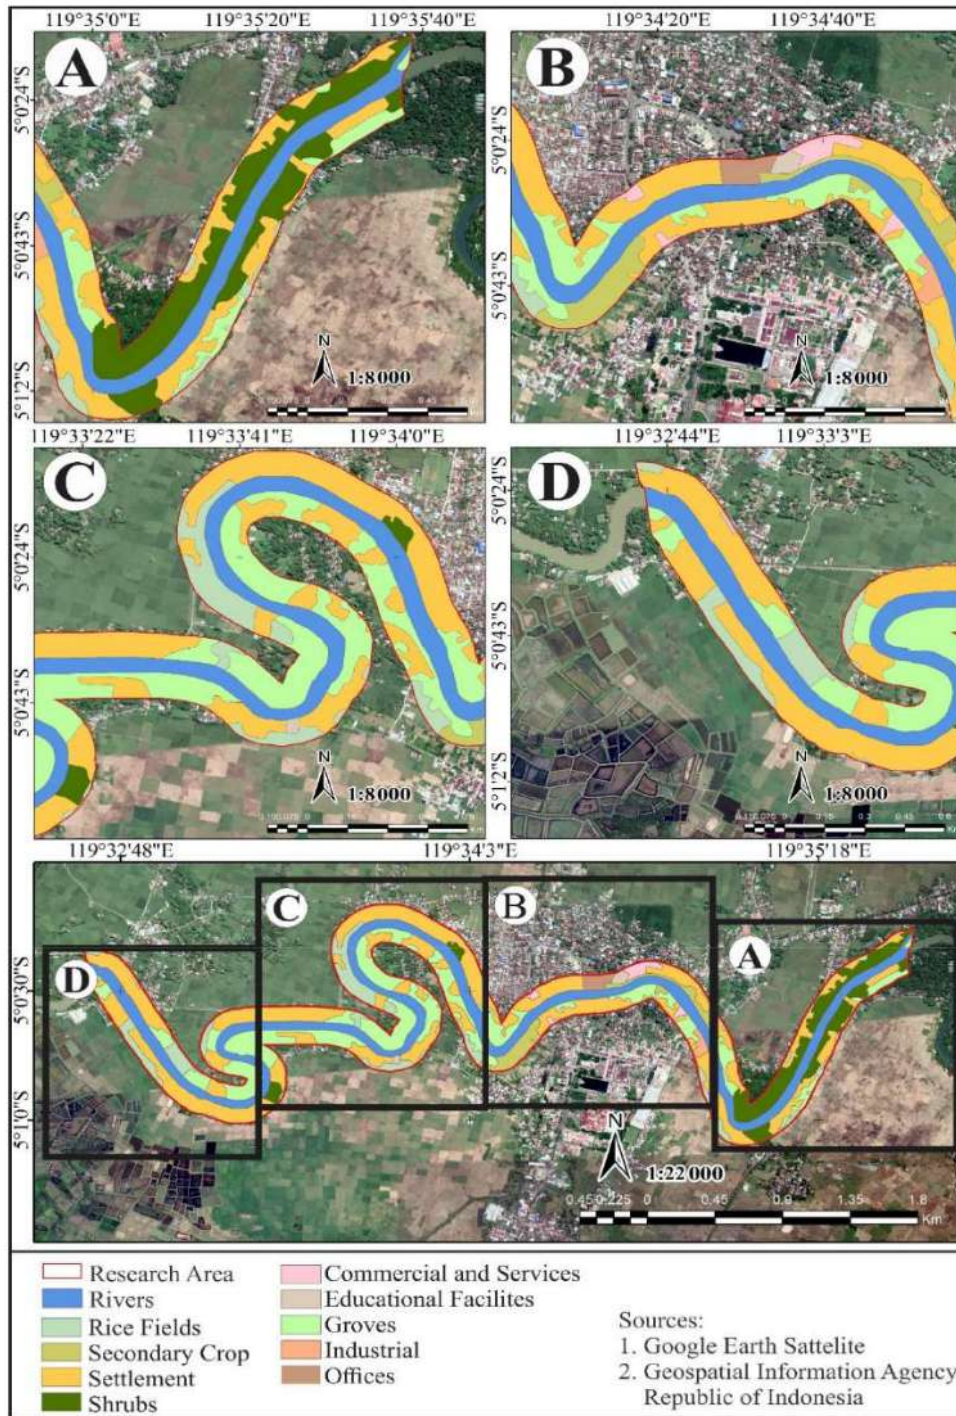 119°35'0"E 119°35'20"E 119°35'40"E 119°34'20"E 119°34'40"E
A
B
5°0'24"S
5°0'43"S
5°1'2"S
5°0'24"S
5°0'43"S
N
1:8000
N
1:8000
119°33'22"E 119°33'41"E 119°34'0"E 119°32'44"E 119°33'3"E
C
D
5°0'24"S
5°0'43"S
5°0'24"S
5°0'43"S
5°1'2"S
N
1:8000
Km
N
1:8000
Km
119°32'48"E 119°34'3"E 119°35'18"E
D
C
B
A
5°0'30"S
5°1'0"S
N
1:22 000
0.45 0.225 0 0.45 0.9 1.35 1.8
Km
Research Area
Rivers
Rice Fields
Secondary Crop
Settlement
Shrubs
Commercial and Services
Educational Facilites
Groves
Industrial
Offices
Sources:
1. Google Earth Sattelite
2. Geospatial Information Agency
Republic of Indonesia